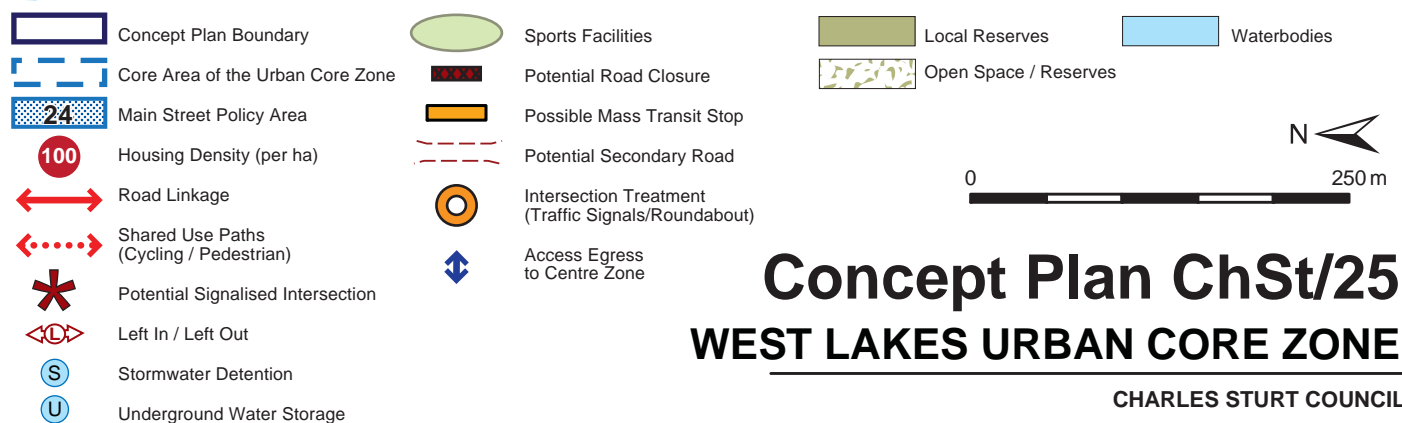 Concept Plan Boundary
Core Area of the Urban Core Zone
24
Main Street Policy Area
100
Housing Density (per ha)
Road Linkage
Shared Use Paths
(Cycling / Pedestrian)
Potential Signalised Intersection
L
Left In / Left Out
S
Stormwater Detention
U
Underground Water Storage
Sports Facilities
Potential Road Closure
Possible Mass Transit Stop
Potential Secondary Road
Intersection Treatment
(Traffic Signals/Roundabout)
Access Egress
to Centre Zone
Local Reserves
Open Space / Reserves
Waterbodies
N
0 250 m
Concept Plan ChSt/25
WEST LAKES URBAN CORE ZONE
CHARLES STURT COUNCIL